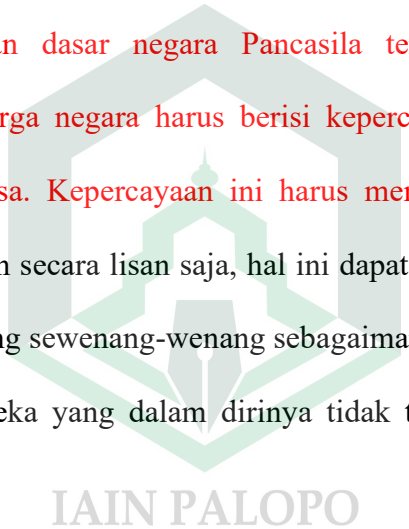 n dasar negara Pancasila te
rga negara harus berisi keperc
sa. Kepercayaan ini harus mer
n secara lisan saja, hal ini dapat
ng sewenang-wenang sebagaima
eka yang dalam dirinya tidak t
IAIN PALOPO